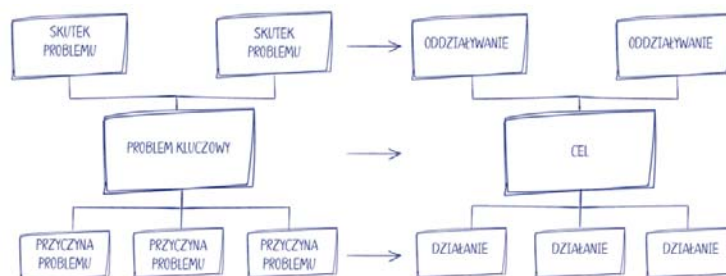 SKUTEK
PROBLEMU
SKUTEK
PROBLEMU
ODDZIAŁYWANIE
ODDZIAŁYWANIE
PROBLEM KLUCZOWY
CEL
PRZYCZYNA
PROBLEMU
PRZYCZYNA
PROBLEMU
PRZYCZYNA
PROBLEMU
DZIAŁANIE
DZIAŁANIE
DZIAŁANIE